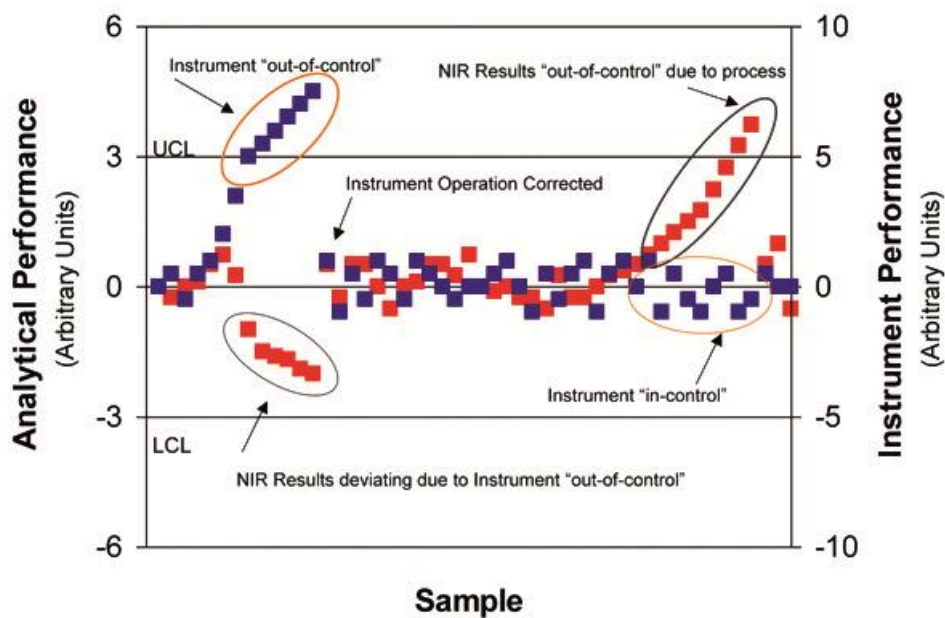 6
10
Instrument “out-of-control”
NIR Results “out-of-control” due to process
UCL
3
5
Instrument Operation Corrected
Analytical Performance
(Arbitrary Units)
0
0
Instrument Performance
(Arbitrary Units)
Instrument “in-control”
-3
-5
LCL
NIR Results deviating due to Instrument “out-of-control”
-6
-10
Sample